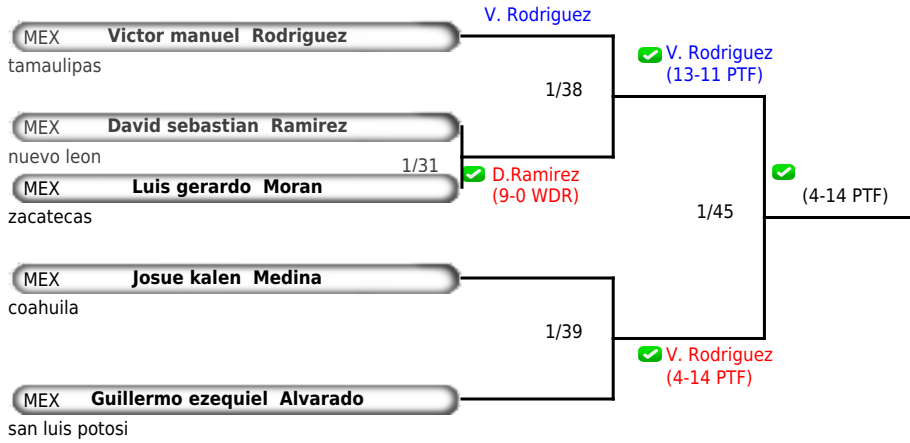 V. Rodriguez
MEX Victor manuel Rodriguez
tamaulipas
V. Rodriguez
(13-11 PTF)
1/38
MEX David sebastian Ramirez
nuevo leon
1/31
D.Ramirez
(9-0 WDR)
MEX Luis gerardo Moran
zacatecas
(4-14 PTF)
1/45
MEX Josue kalen Medina
coahuila
1/39
V. Rodriguez
(4-14 PTF)
MEX Guillermo ezequiel Alvarado
san luis potosi